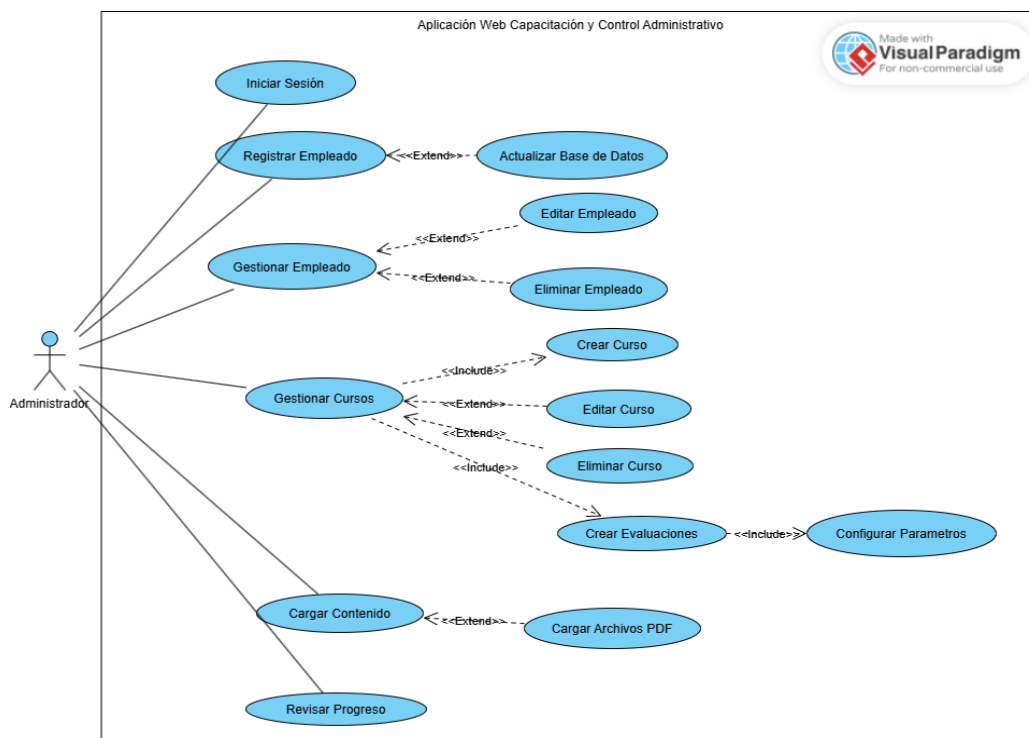 Aplicación Web Capacitación y Control Administrativo
Made with
Visual Paradigm
For non-commercial use
Iniciar Sesión
Registrar Empleado
<<Extend>>
Actualizar Base de Datos
Editar Empleado
<<Extend>>
Gestionar Empleado
<<Extend>>
Eliminar Empleado
Crear Curso
<<Include>>
Administrador
Gestionar Cursos
<<Extend>>
Editar Curso
<<Extend>>
Eliminar Curso
<<Include>>
Crear Evaluaciones
<<Include>>
Configurar Parametros
Cargar Contenido
<<Extend>>
Cargar Archivos PDF
Revisar Progreso